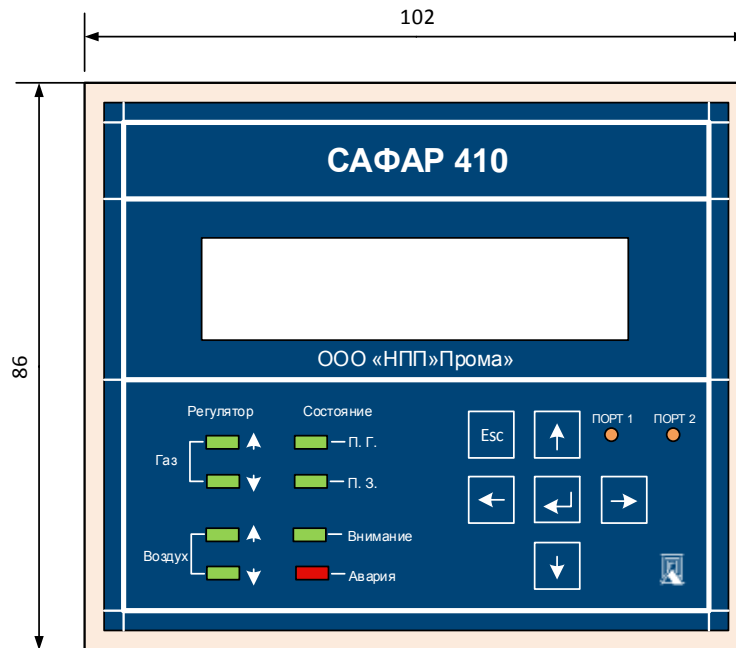 102
86
САФАР 410
ООО «НПП»Прома»
Регулятор Состояние
ПОРТ 1 ПОРТ 2
Esc
П. Г.
Газ
П. З.
Внимание
Воздух
Авария